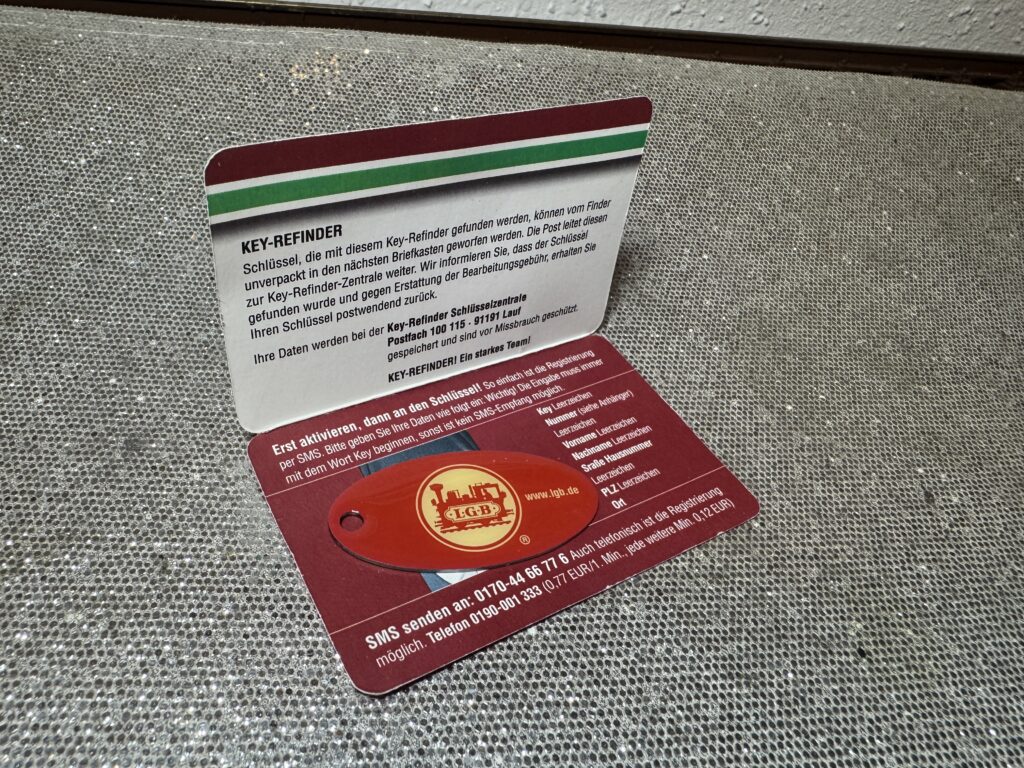 KEY-REFINDER
Schlüssel, die mit diesem Key-Refinder gefunden werden, können vom Finder
unverpackt in den nächsten Briefkasten geworfen werden. Die Post leitet diesen
zur Key-Refinder-Zentrale weiter. Wir informieren Sie, dass der Schlüssel
gefunden wurde und gegen Erstattung der Bearbeitungsgebühr, erhalten Sie
Ihren Schlüssel postwendend zurück.
Ihre Daten werden bei der Key-Refinder Schlüsselzentrale
Postfach 100 115 · 91191 Lauf
gespeichert und sind vor Missbrauch geschützt.
KEY-REFINDER! Ein starkes Team!
Erst aktivieren, dann an den Schlüssel! So einfach ist die Registrierung
per SMS. Bitte geben Sie Ihre Daten wie folgt ein: Wichtig! Die Eingabe muss immer
mit dem Wort Key beginnen, sonst ist kein SMS-Empfang möglich.
Key Leerzeichen
Nummer (siehe Anhänger)
Leerzeichen
Vorname Leerzeichen
Nachname Leerzeichen
Sraße Hausnummer
Leerzeichen
PLZ Leerzeichen
Ort
L·G·B
www.lgb.de
®
SMS senden an: 0170-44 66 77 6 Auch telefonisch ist die Registrierung
möglich. Telefon 0190-001 333 (0.77 EUR/1. Min., jede weitere Min. 0,12 EUR)